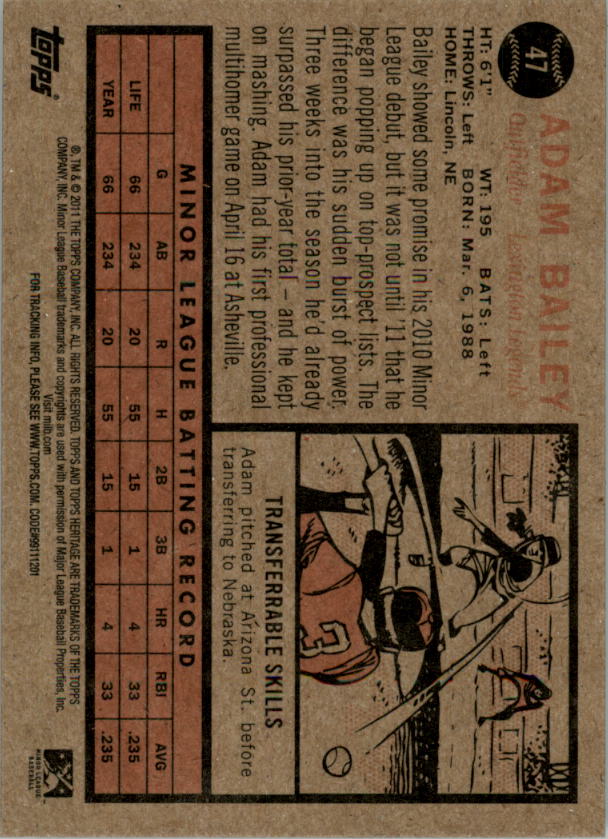 47
ADAM BAILEY
Outfielder
HT: 6'1" WT: 195 BATS: Left
THROWS: Left BORN: Mar. 6, 1988
HOME: Lincoln, NE
Bailey showed some promise in his 2010 Minor
League debut, but it was not until '11 that he
began popping up on top-prospect lists. The
difference was his sudden burst of power.
Three weeks into the season he'd already
surpassed his prior-year total – and he kept
on mashing. Adam had his first professional
multihomer game on April 16 at Asheville.
TRANSFERRABLE SKILLS
Adam pitched at Arizona St. before
transferring to Nebraska.
3
MINOR LEAGUE BATTING RECORD
G AB R H 2B 3B HR RBI AVG
LIFE 66 234 20 55 15 1 4 33 .235
YEAR 66 234 20 55 15 1 4 33 .235
topps®
®, TM & © 2011 THE TOPPS COMPANY, INC. ALL RIGHTS RESERVED. TOPPS AND TOPPS HERITAGE ARE TRADEMARKS OF THE TOPPS
COMPANY, INC. Minor League Baseball trademarks and copyrights are used with permission of Major League Baseball Properties, Inc.
Visit milb.com
FOR TRACKING INFO, PLEASE SEE WWW.TOPPS.COM. CODE#99111201
MINOR LEAGUE
BASEBALL